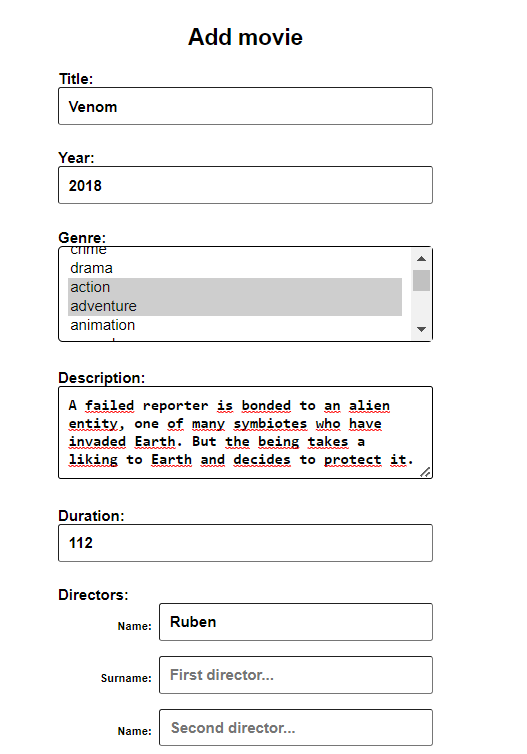 Add movie
Title:
Venom
Year:
2018
Genre:
crime
drama
action
adventure
animation
Description:
A failed reporter is bonded to an alien
entity, one of many symbiotes who have
invaded Earth. But the being takes a
liking to Earth and decides to protect it.
Duration:
112
Directors:
Name: Ruben
Surname: First director...
Name: Second director...